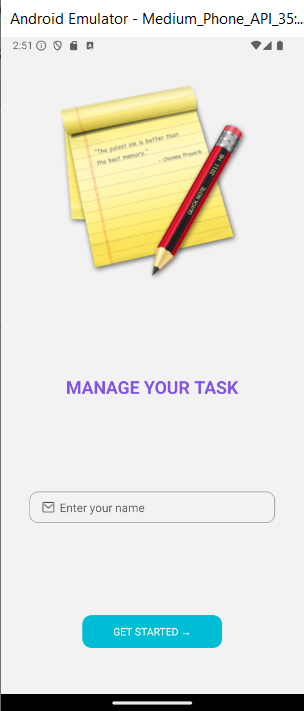 Android Emulator - Medium_Phone_API_35:...
2:51
"The palest ink is better than
the best memory."
- Chinese Proverb
QUICK NOTE 2011 HB
MANAGE YOUR TASK
Enter your name
GET STARTED →